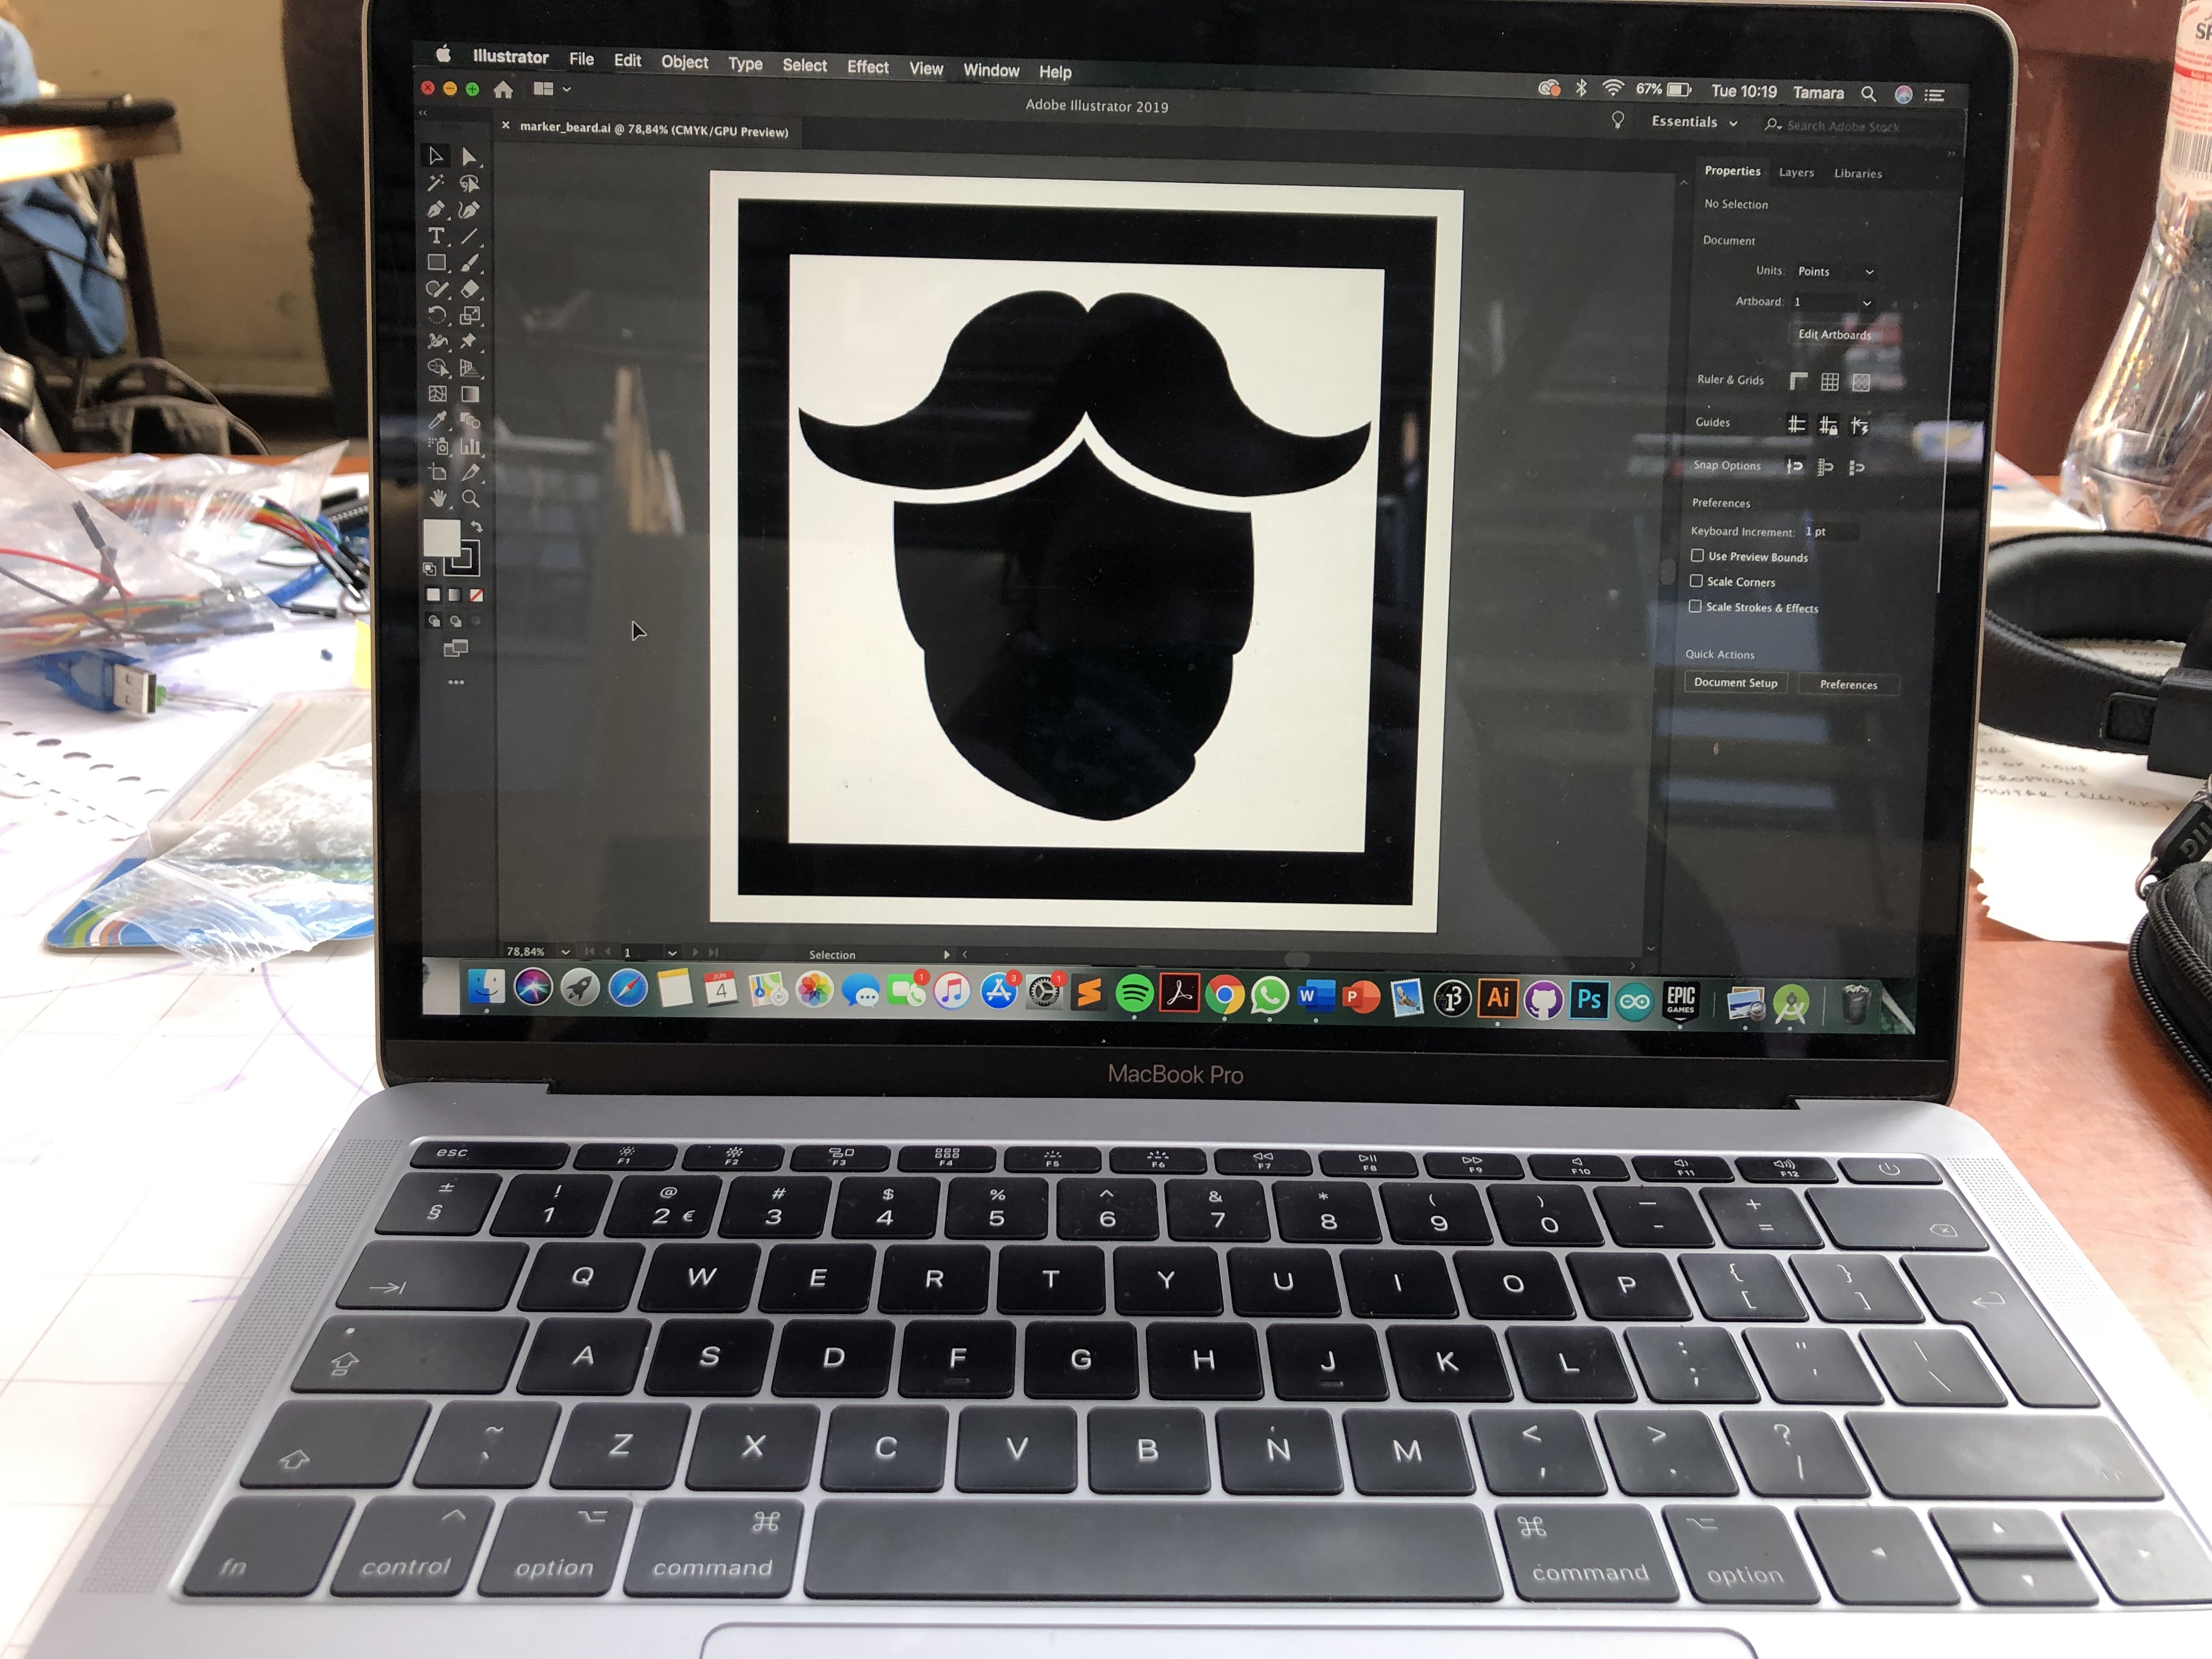 Illustrator File Edit Object Type Select Effect View Window Help
67% Tue 10:19 Tamara
Adobe Illustrator 2019
Essentials Search Adobe Stock
× marker_beard.ai @ 78,84% (CMYK/GPU Preview)
Properties Layers Libraries
No Selection
Document
Units: Points
Artboard: 1
Edit Artboards
Ruler & Grids
Guides
Snap Options
Preferences
Keyboard Increment: 1 pt
Use Preview Bounds
Scale Corners
Scale Strokes & Effects
Quick Actions
Document Setup Preferences
78,84% 1 Selection
JUN
4
1
3
1
W P Ai Ps EPIC
GAMES
MacBook Pro
esc F1 F2 F3 F4 F5 F6 F7 F8 F9 F10 F11 F12
± ! @ # $ % ^ & * ( ) — +
§ 1 2 € 3 4 5 6 7 8 9 0 - =
Q W E R T Y U I O P { }
[ ]
A S D F G H J K L : "
; ' \
~ Z X C V B N M < > ?
` , . /
fn control option command command option